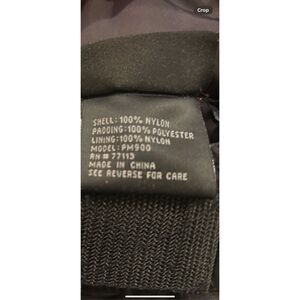 Crop
SHELL: 100% NYLON
PADDING: 100% POLYESTER
LINING: 100% NYLON
MODEL: PM900
RN # 77113
MADE IN CHINA
SEE REVERSE FOR CARE